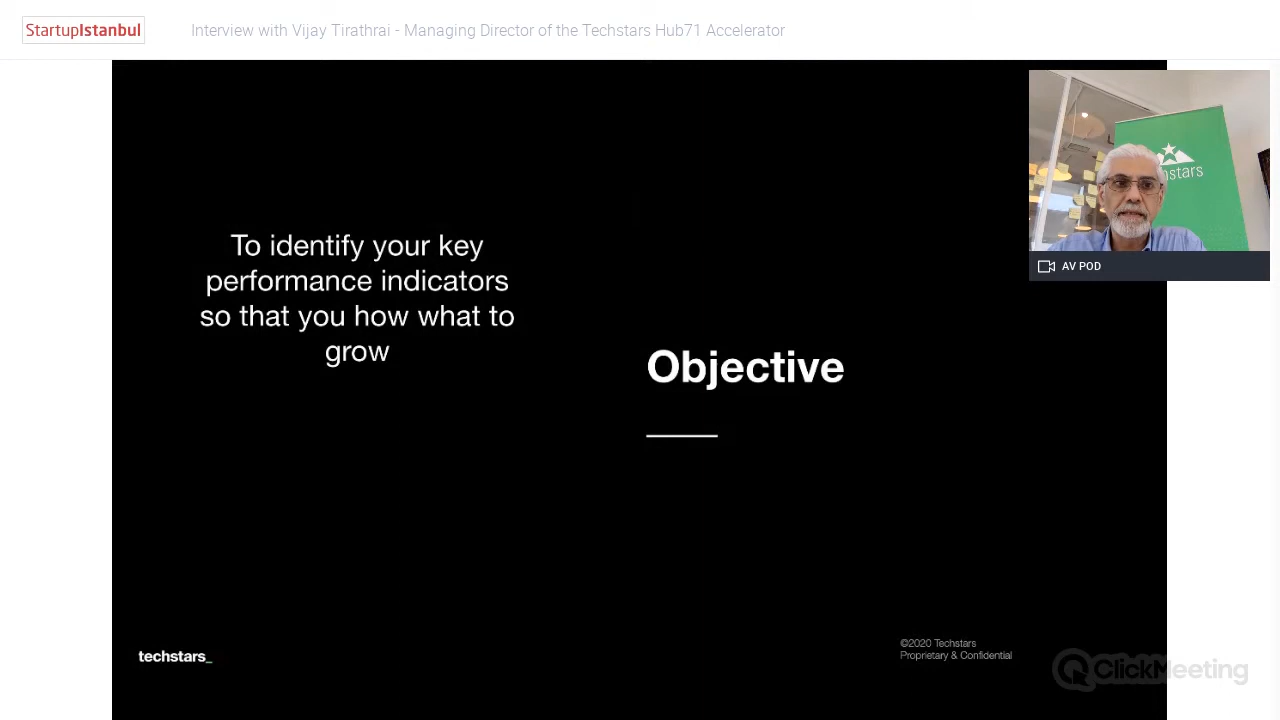 StartupIstanbul
Interview with Vijay Tirathrai - Managing Director of the Techstars Hub71 Accelerator
To identify your key
performance indicators
so that you how what to
grow
Objective
hstars
AV POD
techstars_
©2020 Techstars
Proprietary & Confidential
ClickMeeting